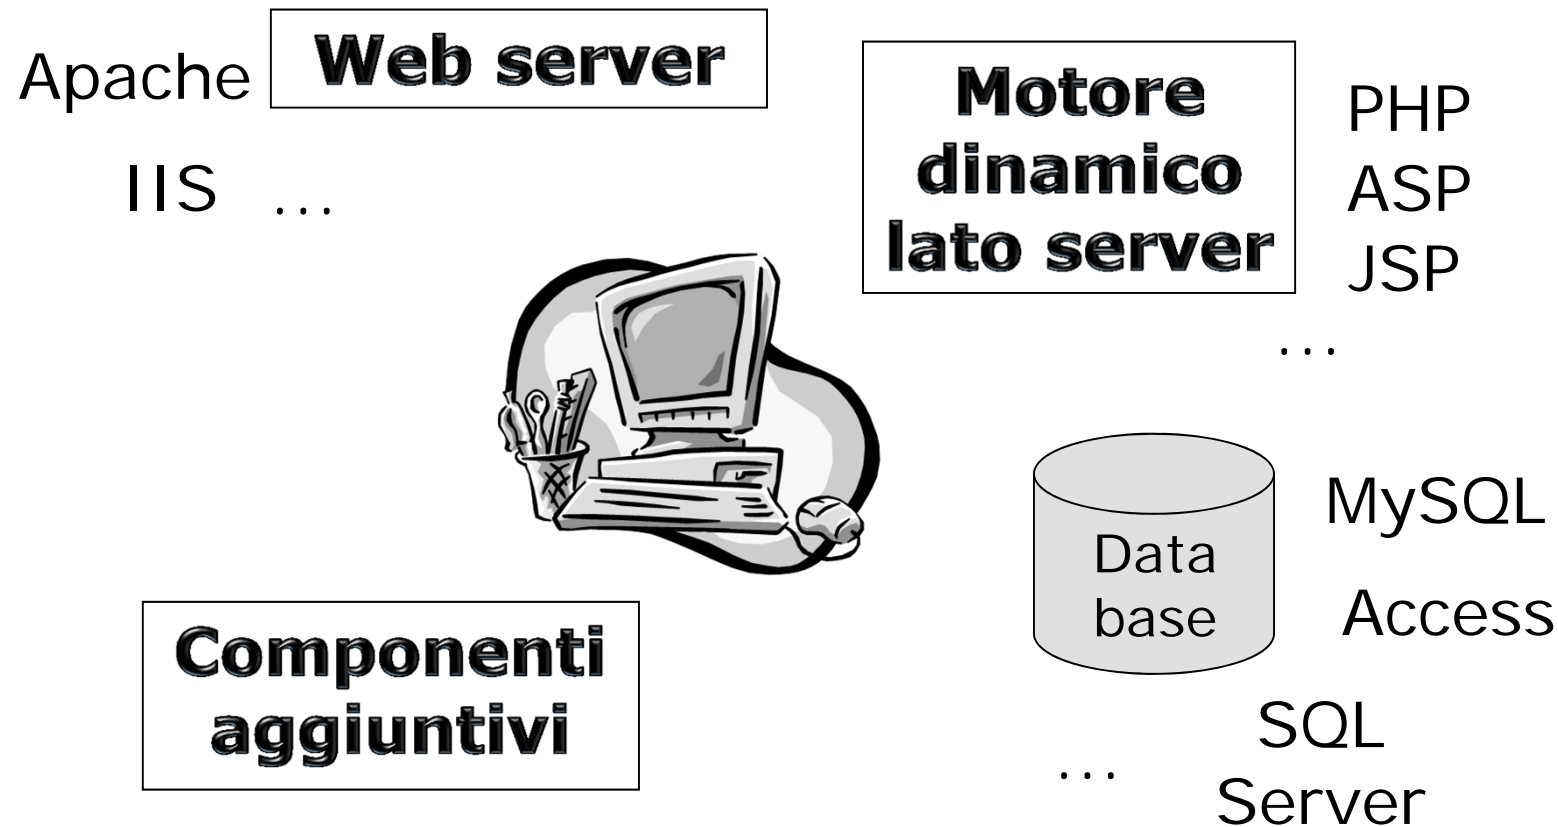 Apache
Web server
IIS ...
Motore
dinamico
lato server
PHP
ASP
JSP
...
Data
base
MySQL
Access
SQL
Server
...
Componenti
aggiuntivi